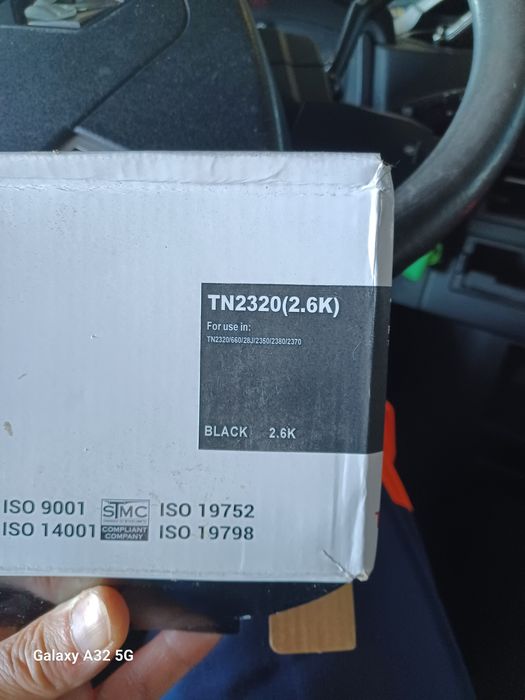 TN2320(2.6K)
For use in:
TN2320/660/28J/2350/2380/2370
BLACK 2.6K
ISO 9001 STMC ISO 19752
ISO 14001 COMPLIANT COMPANY ISO 19798
Galaxy A32 5G